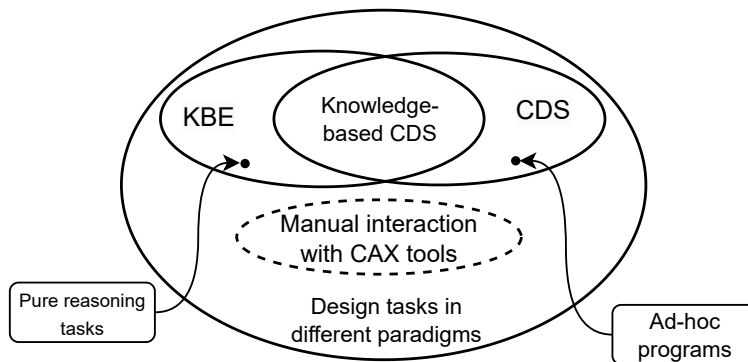 KBE
Knowledge-
based CDS
CDS
Manual interaction
with CAX tools
Pure reasoning
tasks
Design tasks in
different paradigms
Ad-hoc
programs